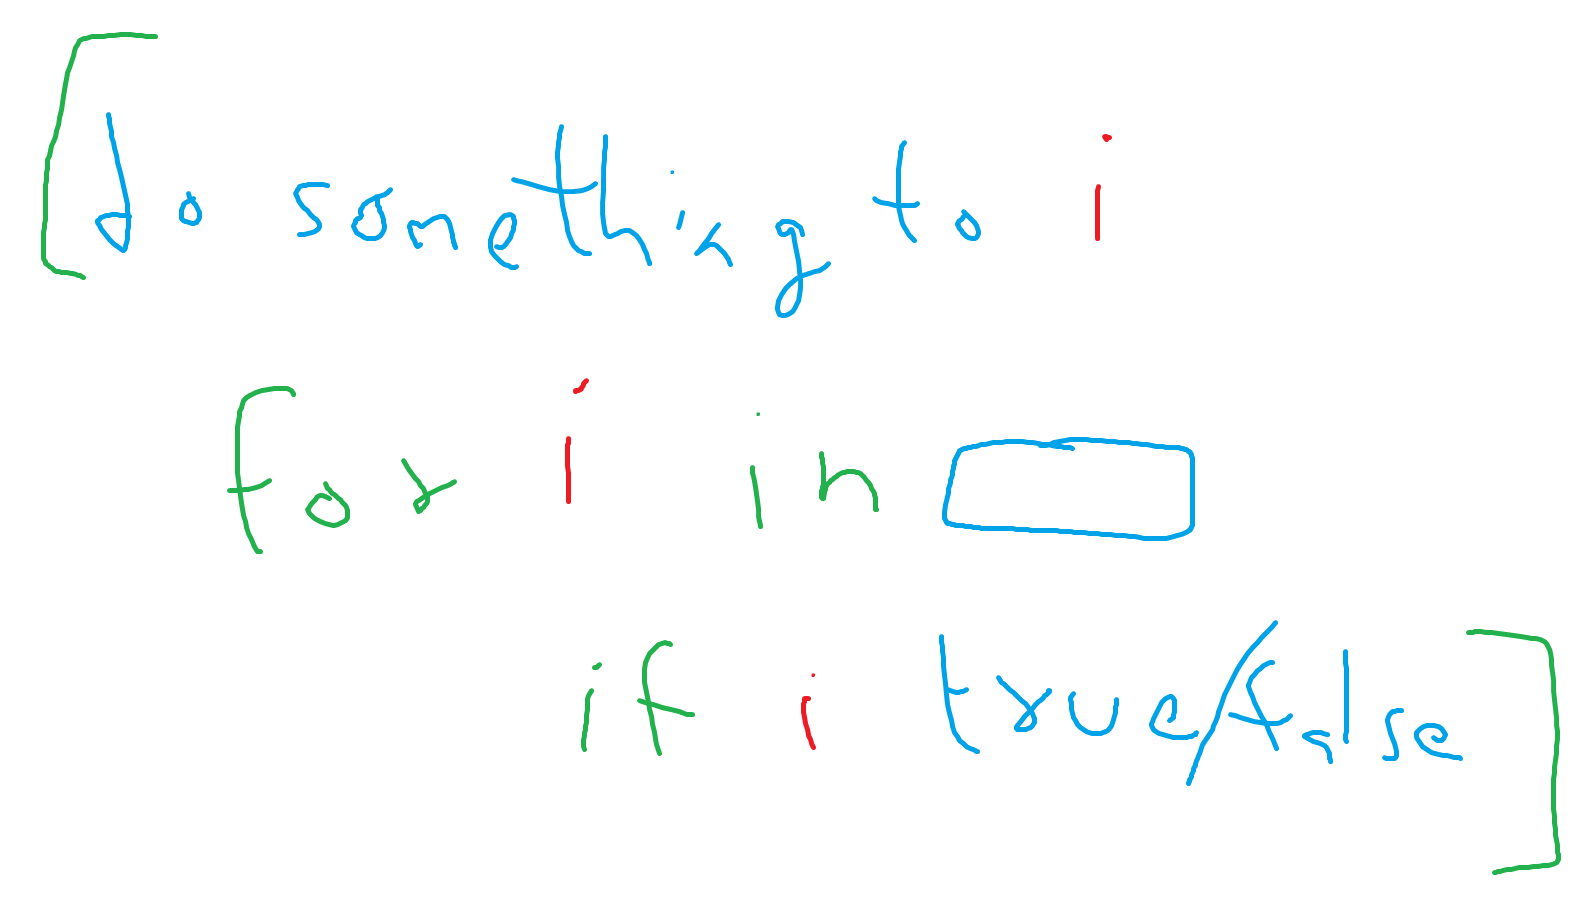 [do something to i
for i in
if i true/false]